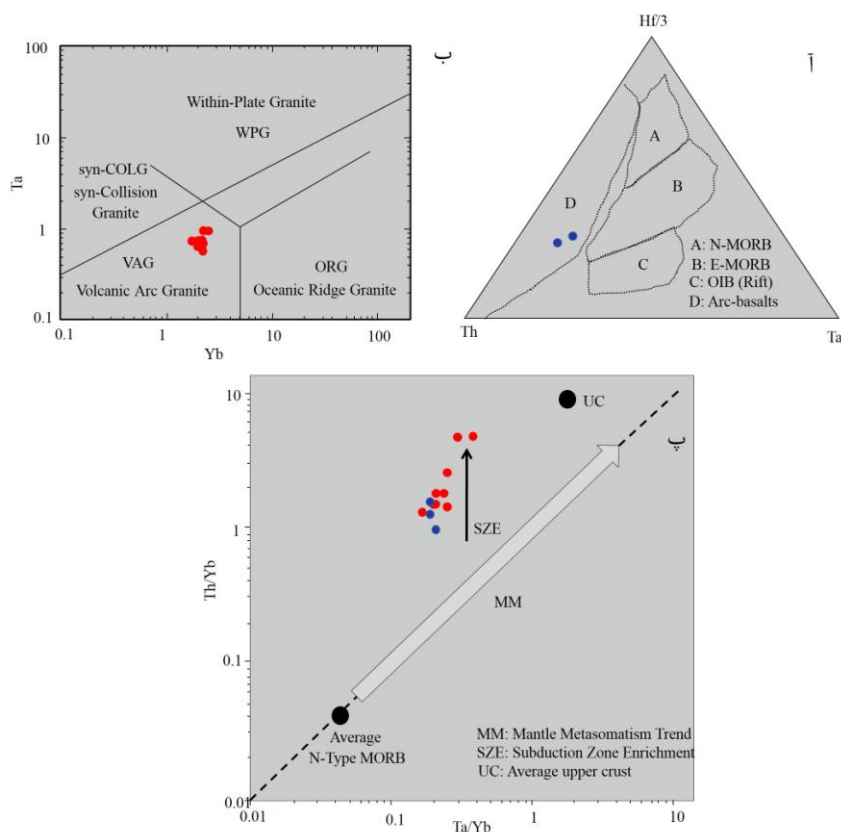 100
10
1
0.1
Ta
Within-Plate Granite
WPG
syn-COLG
syn-Collision
Granite
VAG
Volcanic Arc Granite
ORG
Oceanic Ridge Granite
0.1
1
10
100
Yb
ب
Hf/3
آ
A
B
C
D
A: N-MORB
B: E-MORB
C: OIB (Rift)
D: Arc-basalts
Th
Ta
10
1
0.1
0.01
Th/Yb
UC
پ
SZE
MM
Average
N-Type MORB
MM: Mantle Metasomatism Trend
SZE: Subduction Zone Enrichment
UC: Average upper crust
0.01
0.1
1
10
Ta/Yb